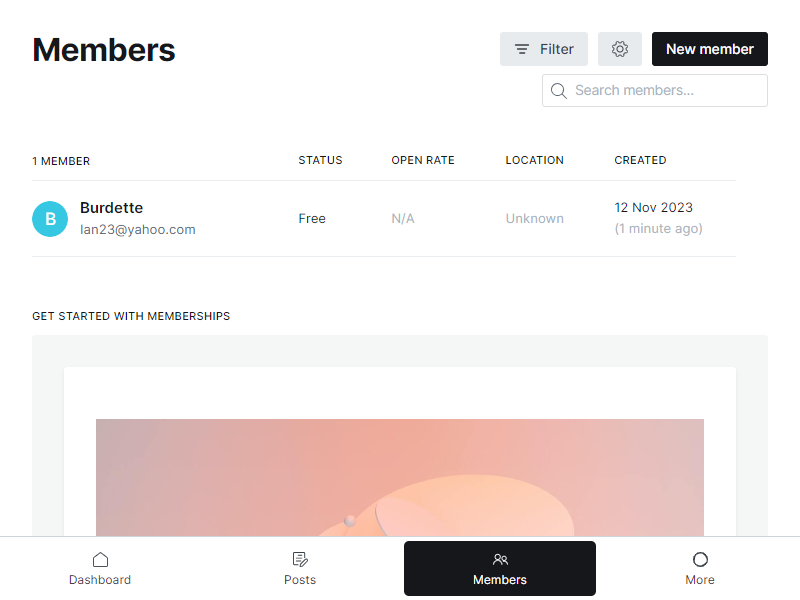 Members
Filter
New member
Search members...
1 MEMBER STATUS OPEN RATE LOCATION CREATED
B
Burdette
Ian23@yahoo.com
Free N/A Unknown
12 Nov 2023
(1 minute ago)
GET STARTED WITH MEMBERSHIPS
Dashboard Posts Members More